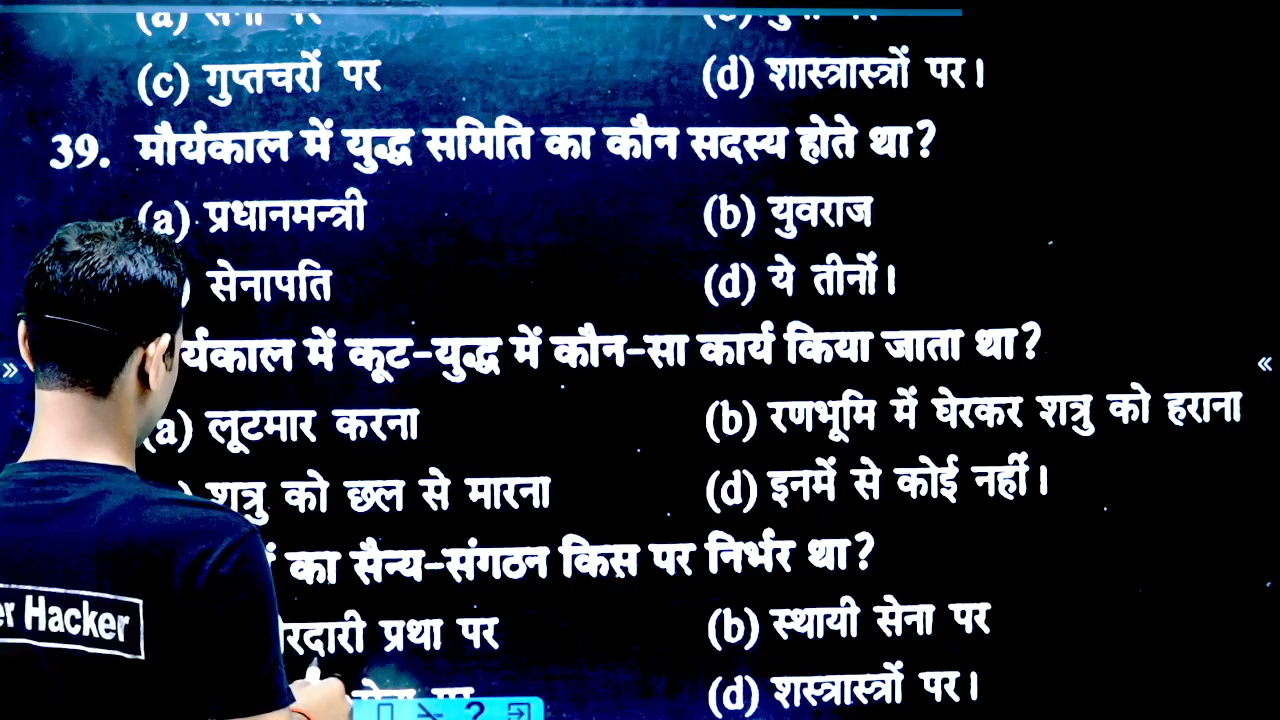 (c) गुप्तचरों पर (d) शास्त्रास्त्रों पर।
39. मौर्यकाल में युद्ध समिति का कौन सदस्य होते था?
(a) प्रधानमन्त्री (b) युवराज
) सेनापति (d) ये तीनों।
र्यकाल में कूट-युद्ध में कौन-सा कार्य किया जाता था?
(a) लूटमार करना (b) रणभूमि में घेरकर शत्रु को हराना
) शत्रु को छल से मारना (d) इनमें से कोई नहीं।
का सैन्य-संगठन किस पर निर्भर था?
रदारी प्रथा पर (b) स्थायी सेना पर
(d) शस्त्रास्त्रों पर।
er Hacker